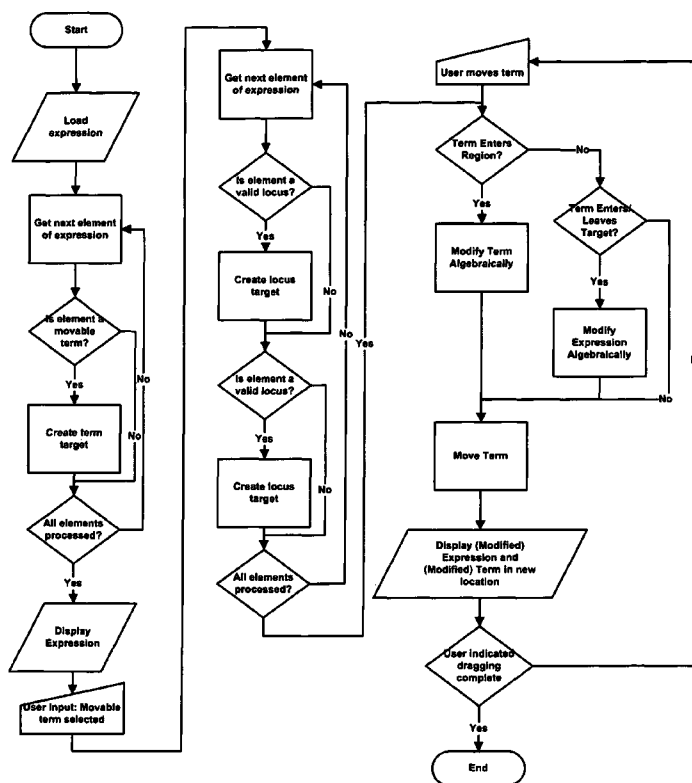 Start
Load
expression
Get next element
of expression
Is element a
movable
term?
Yes
No
Create term
target
No
All elements
processed?
Yes
Display
Expression
User input: Movable
term selected
Get next element
of expression
Is element a
valid locus?
Yes
Create locus
target
No
No
Is element a
valid locus?
Yes
Create locus
target
No
All elements
processed?
Yes
User moves term
Term Enters
Region?
No
Yes
Modify Term
Algebraically
Term Enters/
Leaves
Target?
Yes
Modify
Expression
Algebraically
No
Move Term
Display (Modified)
Expression and
(Modified) Term in new
location
User indicated
dragging
complete
Yes
End